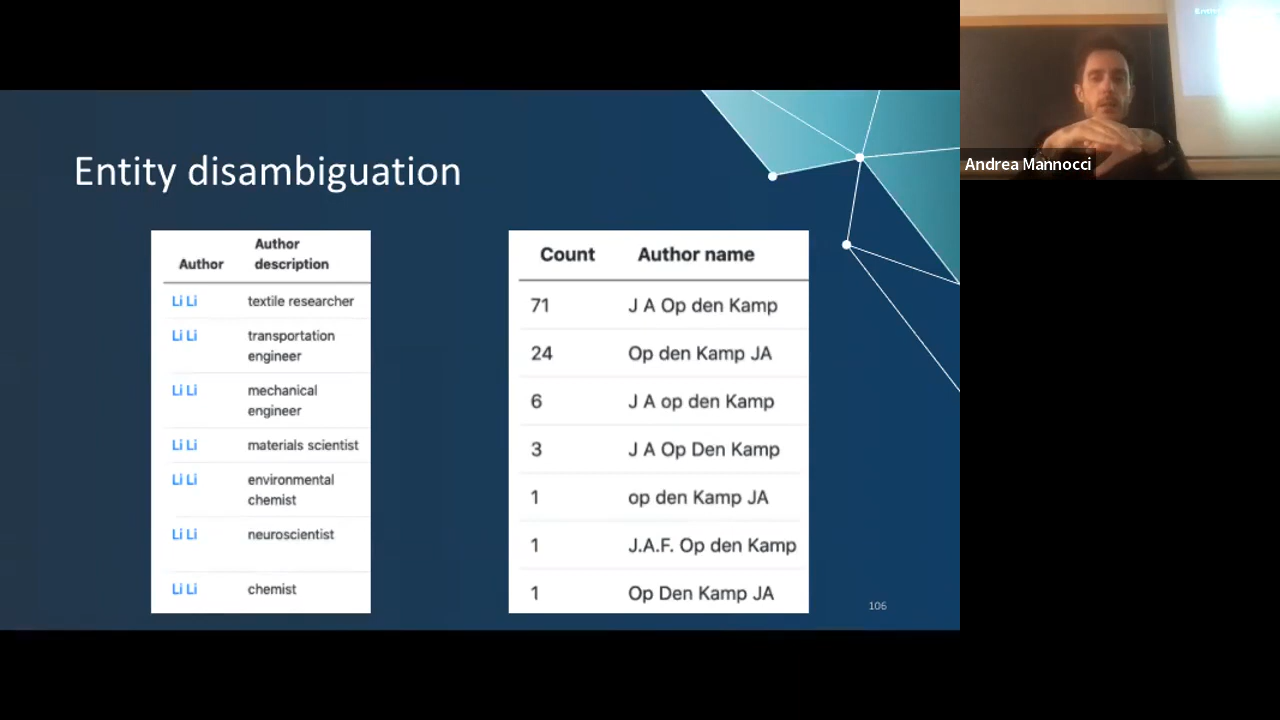 Andrea Mannocci
Entity disambiguation
Author
Author description
Li Li textile researcher
Li Li transportation
engineer
Li Li mechanical
engineer
Li Li materials scientist
Li Li environmental
chemist
Li Li neuroscientist
Li Li chemist
Count Author name
71 J A Op den Kamp
24 Op den Kamp JA
6 J A op den Kamp
3 J A Op Den Kamp
1 op den Kamp JA
1 J.A.F. Op den Kamp
1 Op Den Kamp JA
106